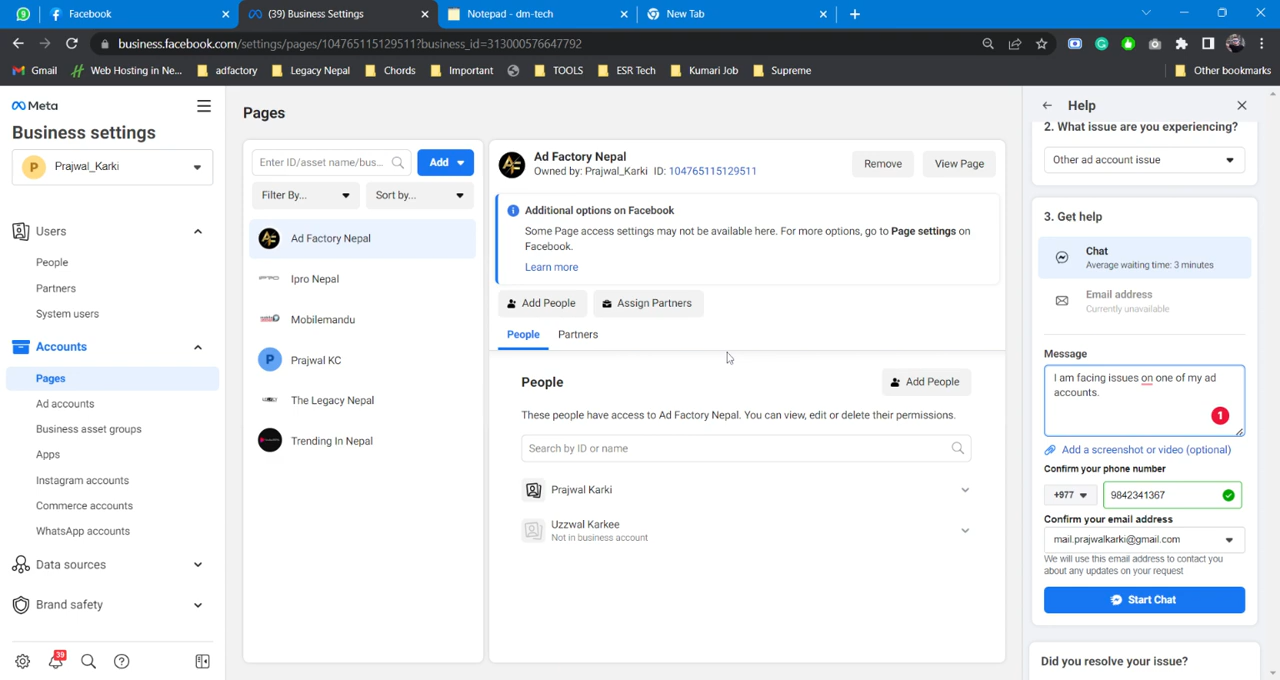 9
Facebook
(39) Business Settings
Notepad - dm-tech
New Tab
business.facebook.com/settings/pages/104765115129511?business_id=313000576647792
Gmail
Web Hosting in Ne...
adfactory
Legacy Nepal
Chords
Important
TOOLS
ESR Tech
Kumari Job
Supreme
Other bookmarks
Meta
Business settings
P
Prajwal_Karki
Users
People
Partners
System users
Accounts
Pages
Ad accounts
Business asset groups
Apps
Instagram accounts
Commerce accounts
WhatsApp accounts
Data sources
Brand safety
39
Pages
Enter ID/asset name/bus...
Add
Filter By...
Sort by...
Ad Factory Nepal
Ipro Nepal
Mobilemandu
P
Prajwal KC
The Legacy Nepal
Trending In Nepal
Ad Factory Nepal
Owned by: Prajwal_Karki ID: 104765115129511
Remove
View Page
Additional options on Facebook
Some Page access settings may not be available here. For more options, go to Page settings on
Facebook.
Learn more
Add People
Assign Partners
People
Partners
People
Add People
These people have access to Ad Factory Nepal. You can view, edit or delete their permissions.
Search by ID or name
Prajwal Karki
Uzzwal Karkee
Not in business account
Help
2. What issue are you experiencing?
Other ad account issue
3. Get help
Chat
Average waiting time: 3 minutes
Email address
Currently unavailable
Message
I am facing issues on one of my ad
accounts.
1
Add a screenshot or video (optional)
Confirm your phone number
+977
9842341367
Confirm your email address
mail.prajwalkarki@gmail.com
We will use this email address to contact you
about any updates on your request
Start Chat
Did you resolve your issue?